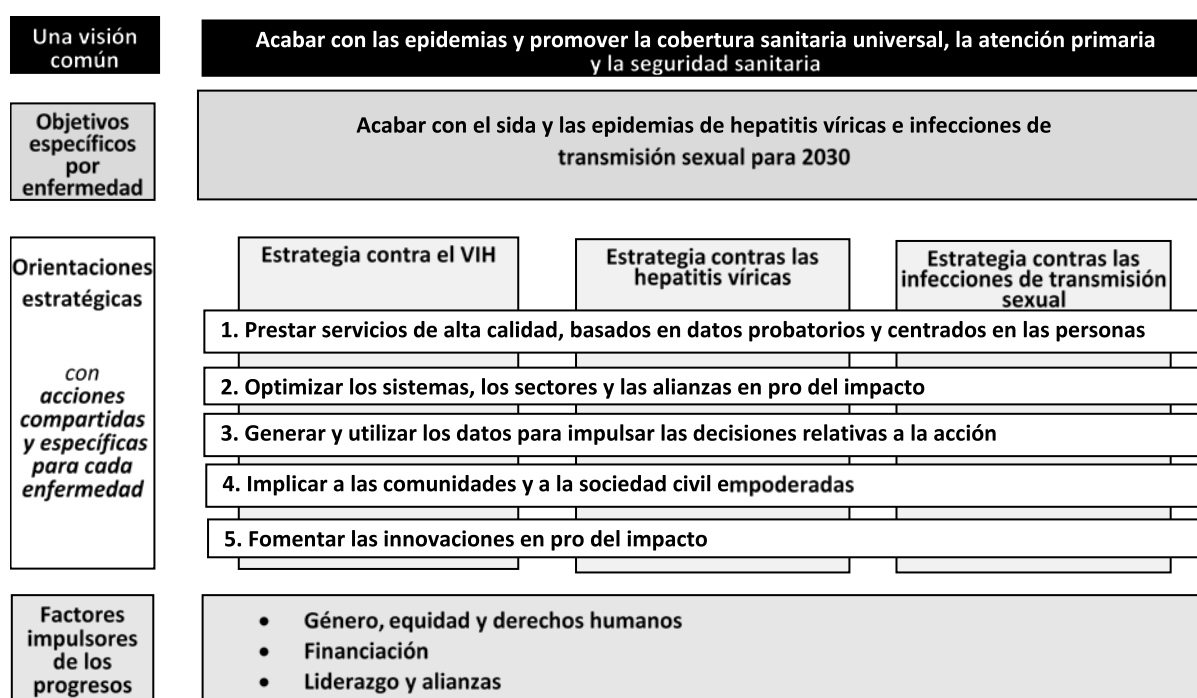 Una visión
común
Acabar con las epidemias y promover la cobertura sanitaria universal, la atención primaria
y la seguridad sanitaria
Objetivos
específicos
por
enfermedad
Acabar con el sida y las epidemias de hepatitis víricas e infecciones de
transmisión sexual para 2030
Orientaciones
estratégicas
con
acciones
compartidas
y específicas
para cada
enfermedad
Estrategia contra el VIH
Estrategia contras las
hepatitis víricas
Estrategia contras las
infecciones de transmisión
sexual
1. Prestar servicios de alta calidad, basados en datos probatorios y centrados en las personas
2. Optimizar los sistemas, los sectores y las alianzas en pro del impacto
3. Generar y utilizar los datos para impulsar las decisiones relativas a la acción
4. Implicar a las comunidades y a la sociedad civil empoderadas
5. Fomentar las innovaciones en pro del impacto
Factores
impulsores
de los
progresos
• Género, equidad y derechos humanos
• Financiación
• Liderazgo y alianzas